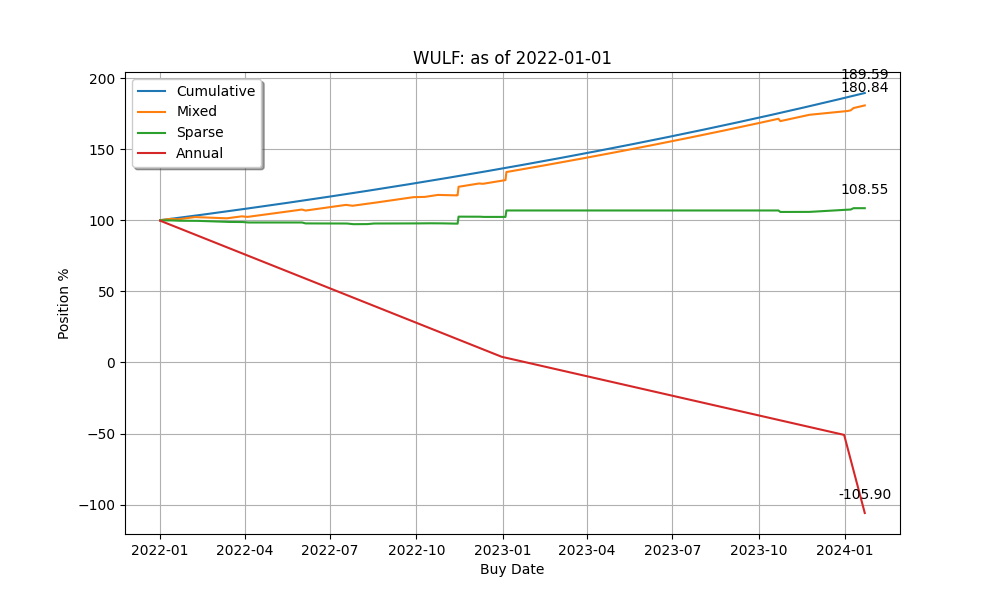 WULF: as of 2022-01-01
189.59
180.84
108.55
-105.90
Cumulative
Mixed
Sparse
Annual
200
150
100
50
0
−50
−100
Position %
2022-01 2022-04 2022-07 2022-10 2023-01 2023-04 2023-07 2023-10 2024-01
Buy Date